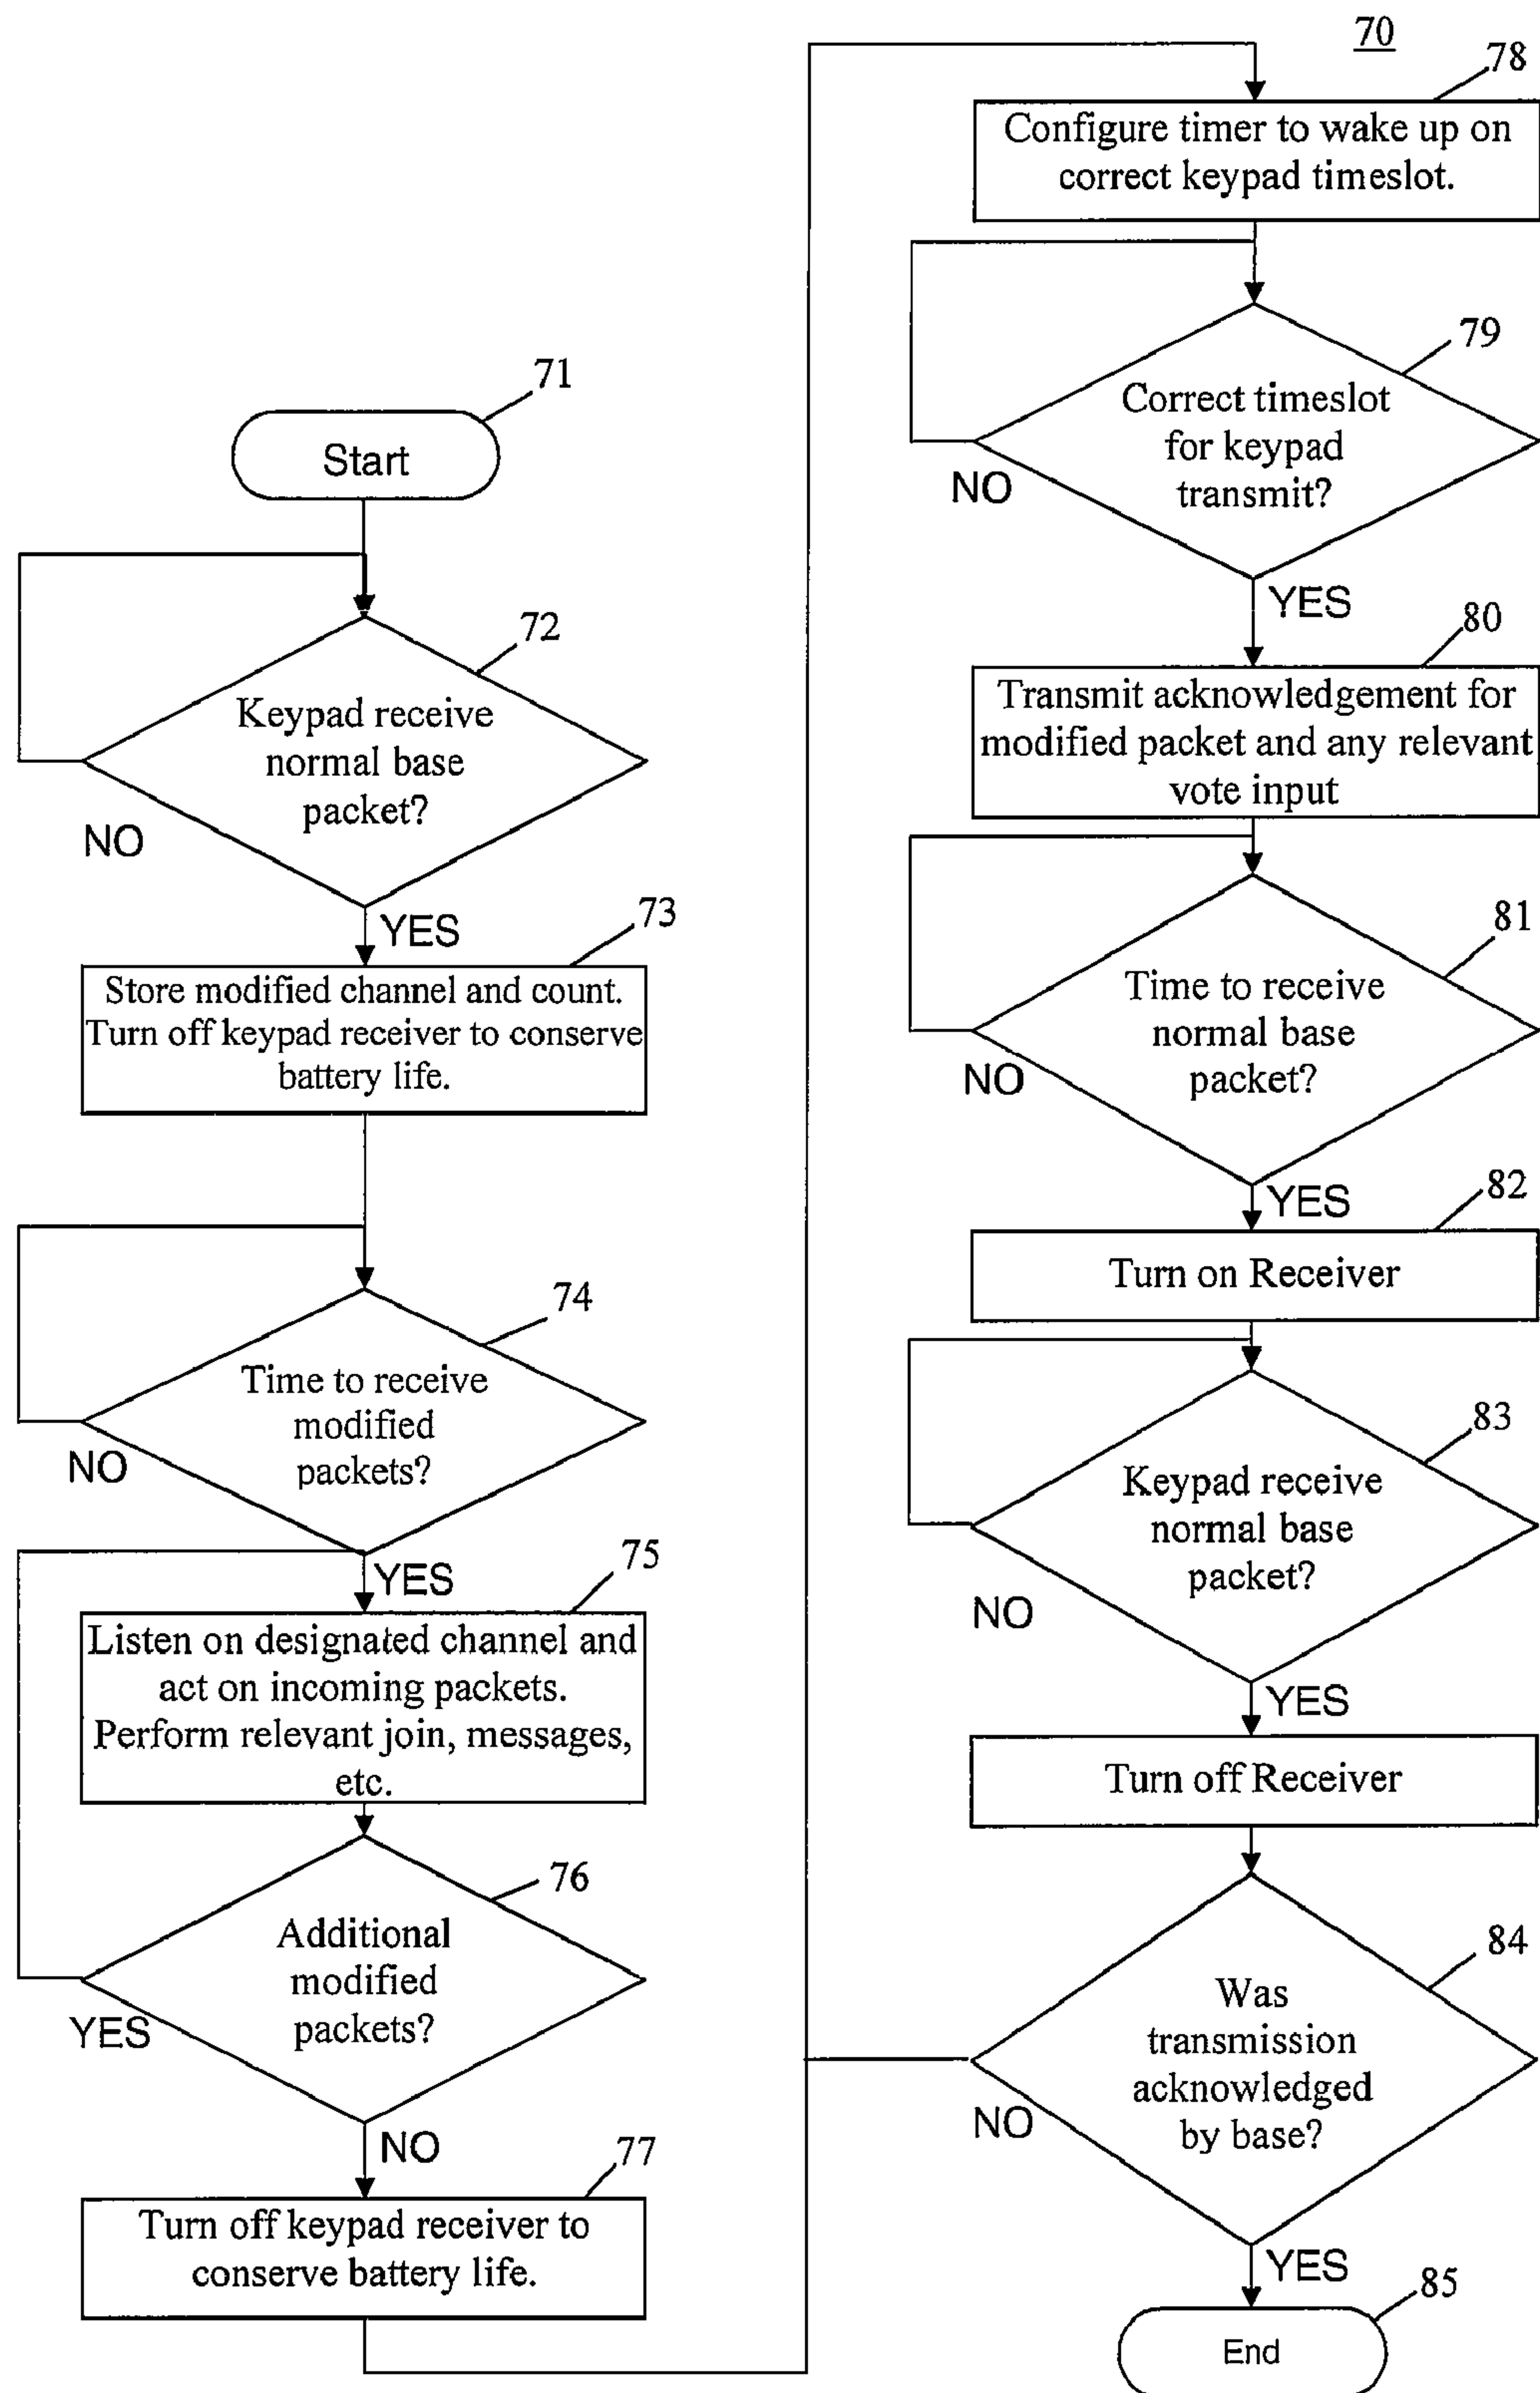 70
71
Start
72
Keypad receive
normal base
packet?
NO
YES
73
Store modified channel and count.
Turn off keypad receiver to conserve
battery life.
74
Time to receive
modified
packets?
NO
YES
75
Listen on designated channel and
act on incoming packets.
Perform relevant join, messages,
etc.
76
Additional
modified
packets?
YES
NO
77
Turn off keypad receiver to
conserve battery life.
78
Configure timer to wake up on
correct keypad timeslot.
79
Correct timeslot
for keypad
transmit?
NO
YES
80
Transmit acknowledgement for
modified packet and any relevant
vote input
81
Time to receive
normal base
packet?
NO
YES
82
Turn on Receiver
83
Keypad receive
normal base
packet?
NO
YES
Turn off Receiver
84
Was
transmission
acknowledged
by base?
NO
YES
85
End